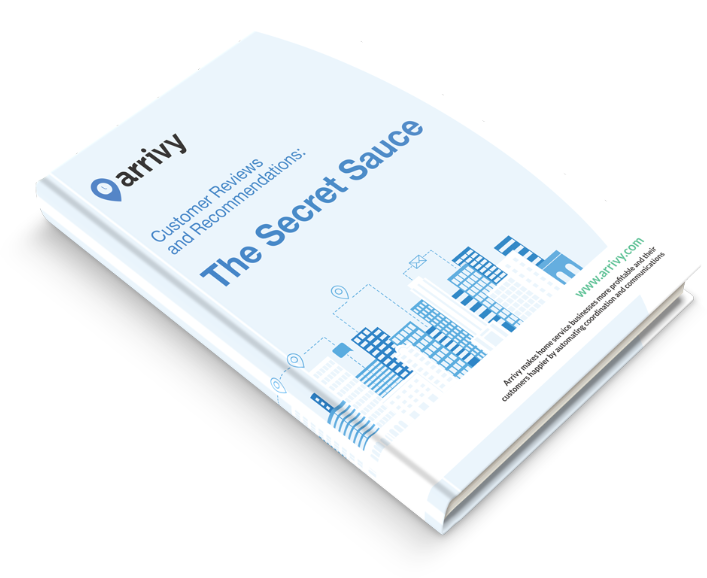 arrivy
Customer Reviews
and Recommendations:
The Secret Sauce
www.arrivy.com
Arrivy makes home service businesses more profitable and their
customers happier by automating coordination and communications